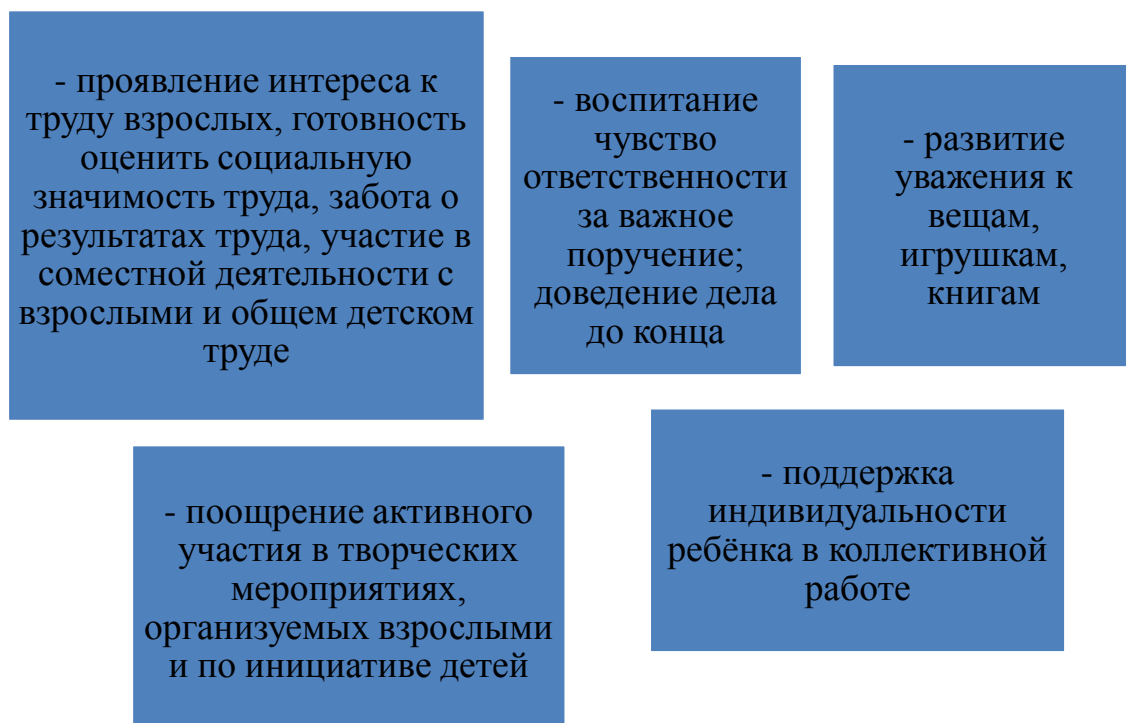 - проявление интереса к
труду взрослых, готовность
оценить социальную
значимость труда, забота о
результатах труда, участие в
соместной деятельности с
взрослыми и общем детском
труде
- воспитание
чувство
ответственности
за важное
поручение;
доведение дела
до конца
- развитие
уважения к
вещам,
игрушкам,
книгам
- поощрение активного
участия в творческих
мероприятиях,
организуемых взрослыми
и по инициативе детей
- поддержка
индивидуальности
ребёнка в коллективной
работе